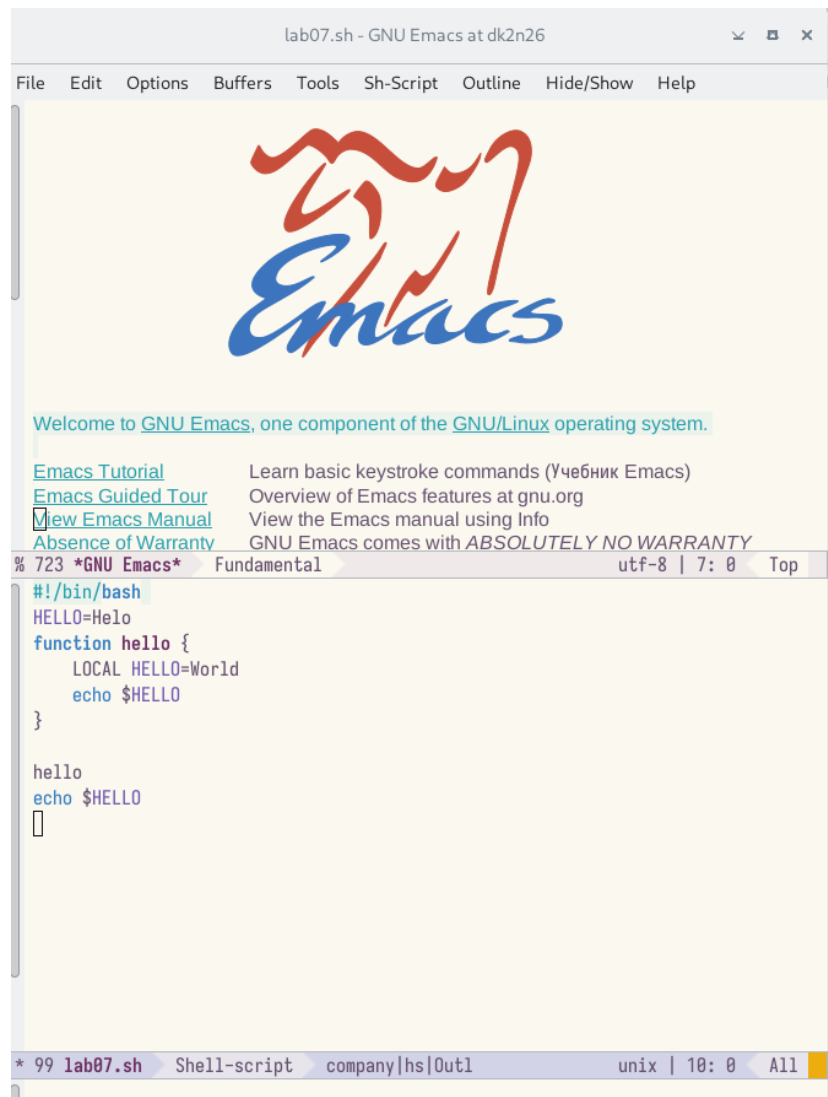 lab07.sh - GNU Emacs at dk2n26
File Edit Options Buffers Tools Sh-Script Outline Hide/Show Help
Emacs
Welcome to GNU Emacs, one component of the GNU/Linux operating system.
Emacs Tutorial Learn basic keystroke commands (Учебник Emacs)
Emacs Guided Tour Overview of Emacs features at gnu.org
View Emacs Manual View the Emacs manual using Info
Absence of Warranty GNU Emacs comes with ABSOLUTELY NO WARRANTY
% 723 *GNU Emacs* Fundamental utf-8 | 7: 0 Top
#!/bin/bash
HELLO=Helo
function hello {
    LOCAL HELLO=World
    echo $HELLO
}
hello
echo $HELLO
* 99 lab07.sh Shell-script company|hs|Outl unix | 10: 0 All